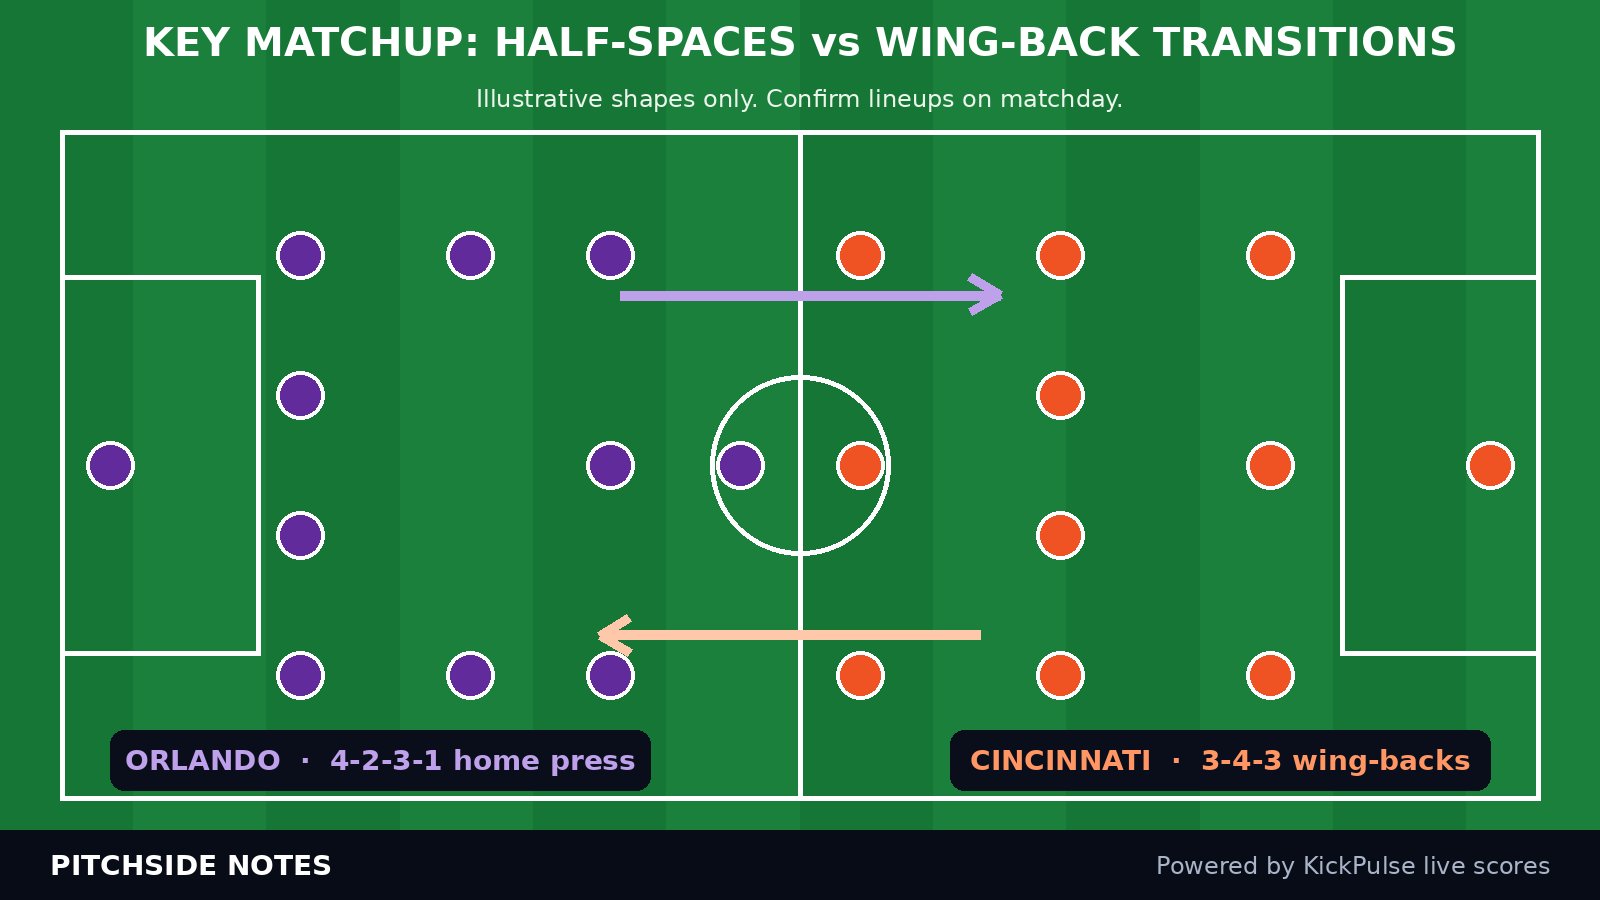 KEY MATCHUP: HALF-SPACES vs WING-BACK TRANSITIONS
Illustrative shapes only. Confirm lineups on matchday.
ORLANDO · 4-2-3-1 home press
CINCINNATI · 3-4-3 wing-backs
PITCHSIDE NOTES
Powered by KickPulse live scores